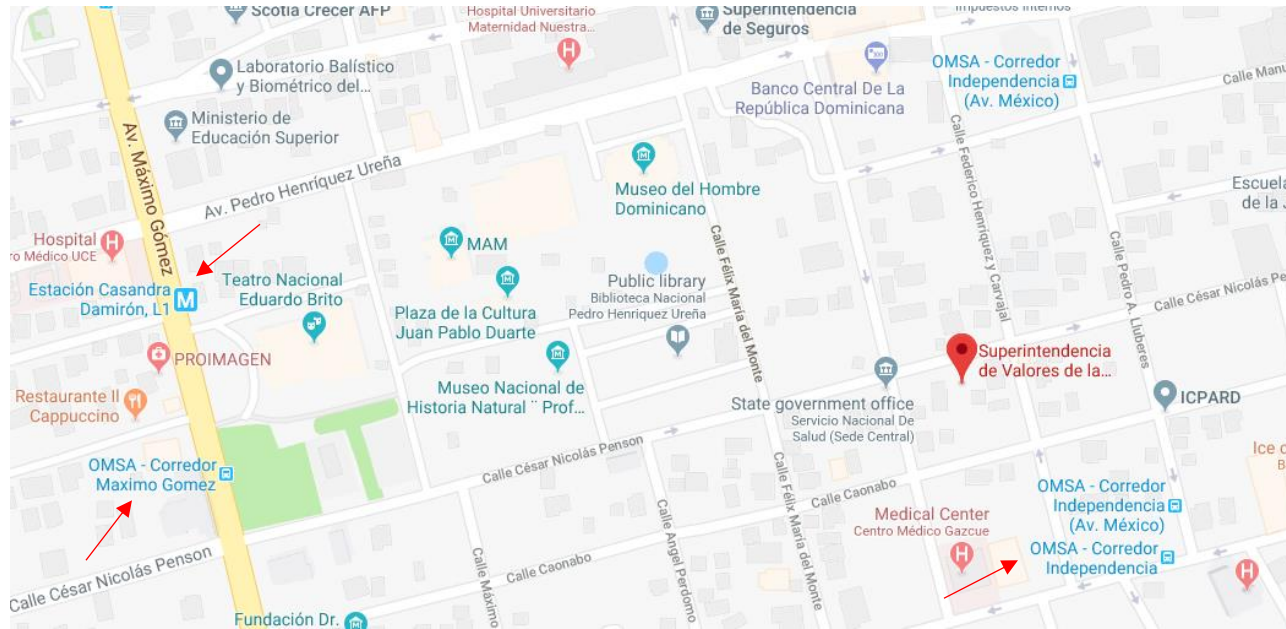 Scotia Crecer AFP
Hospital Universitario
Maternidad Nuestra...
Superintendencia
de Seguros
Impuestos Internos
Laboratorio Balístico
y Biométrico del...
Banco Central De La
República Dominicana
OMSA - Corredor
Independencia
(Av. México)
Calle Manu
Ministerio de
Educación Superior
Av. Máximo Gómez
Av. Pedro Henríquez Ureña
Museo del Hombre
Dominicano
Calle Federico Henríquez y Carvajal
Escuela
de la J
Hospital
ro Médico UCE
H
MAM
Calle Félix María del Monte
Calle Pedro A. Lluberes
Estación Casandra
Damirón, L1
M
Teatro Nacional
Eduardo Brito
Plaza de la Cultura
Juan Pablo Duarte
Public library
Biblioteca Nacional
Pedro Henriquez Ureña
Calle César Nicolás Pe
PROIMAGEN
Museo Nacional de
Historia Natural ¨ Prof...
Superintendencia
de Valores de la...
Restaurante Il
Cappuccino
State government office
Servicio Nacional De
Salud (Sede Central)
ICPARD
OMSA - Corredor
Maximo Gomez
Calle César Nicolás Penson
Calle Félix María del Monte
Calle Caonabo
Ice c
B
OMSA - Corredor
Independencia
(Av. México)
Medical Center
Centro Médico Gazcue
H
OMSA - Corredor
Independencia
H
Calle César Nicolás Penson
Calle Máximo
Calle Caonabo
Calle Angel Perdomo
Fundación Dr.